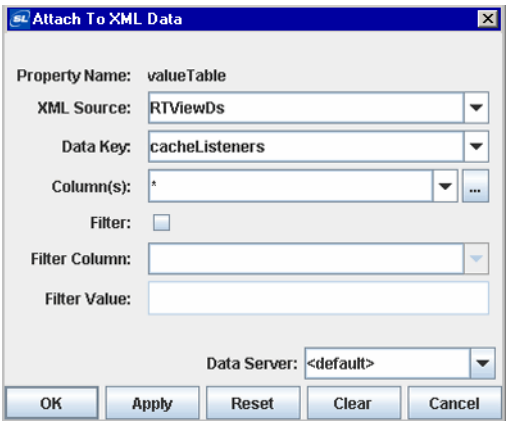 SL Attach To XML Data
Property Name: valueTable
XML Source: RTViewDs
Data Key: cacheListeners
Column(s): * ...
Filter:
Filter Column:
Filter Value:
Data Server: <default>
OK Apply Reset Clear Cancel